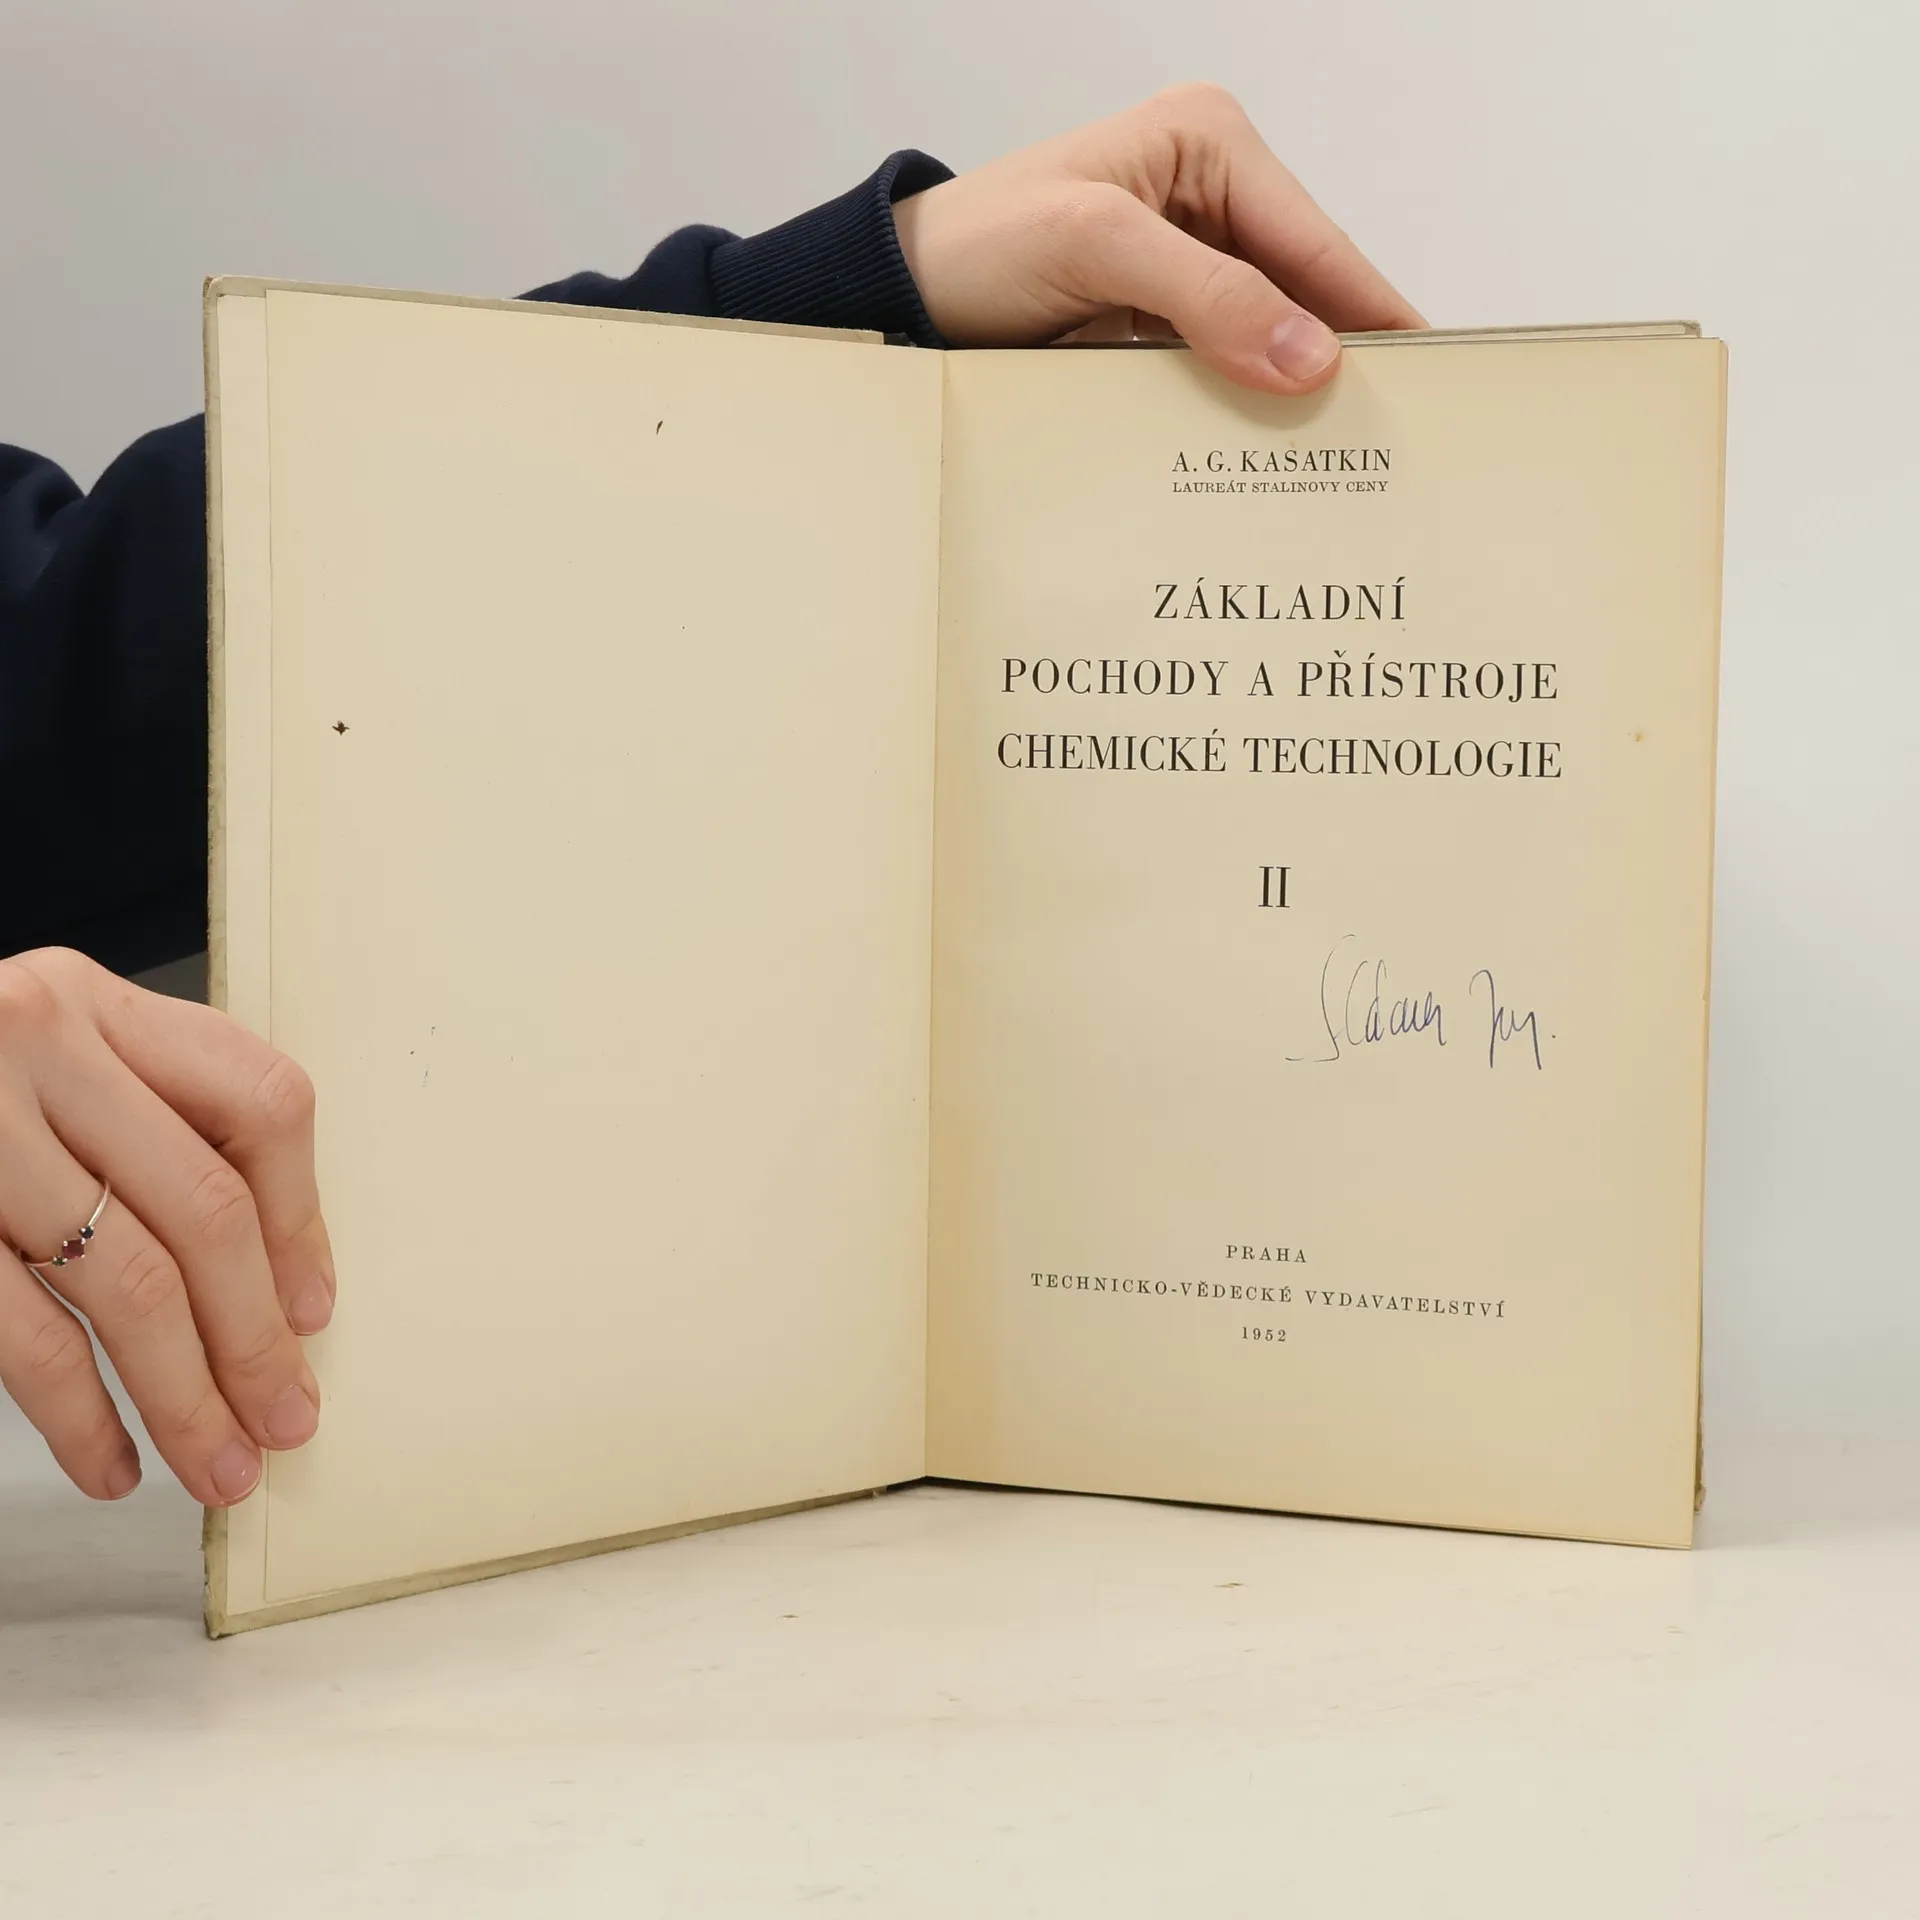 A. G. KASATKIN
LAUREÁT STALINOVY CENY
ZÁKLADNÍ
POCHODY A PŘÍSTROJE
CHEMICKÉ TECHNOLOGIE
II
PRAHA
TECHNICKO-VĚDECKÉ VYDAVATELSTVÍ
1952